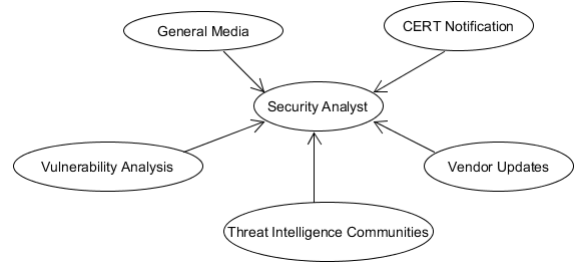 General Media
CERT Notification
Security Analyst
Vulnerability Analysis
Vendor Updates
Threat Intelligence Communities